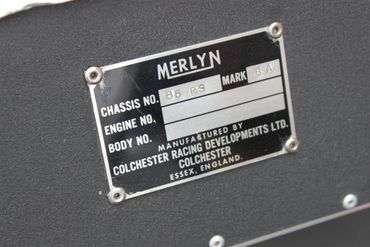 MERLYN
CHASSIS NO. MARK
ENGINE NO.
BODY NO.
MANUFACTURED BY
COLCHESTER RACING DEVELOPMENTS LTD.
COLCHESTER
ESSEX, ENGLAND.